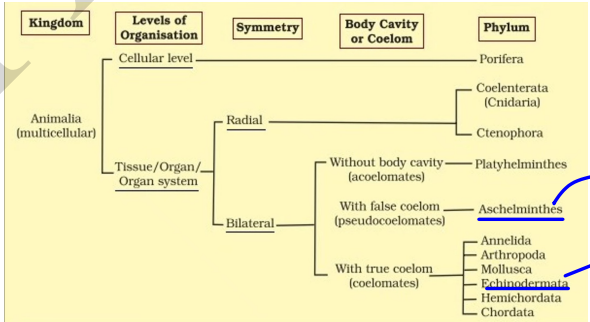 Kingdom
Levels of
Organisation
Symmetry
Body Cavity
or Coelom
Phylum
Cellular level
Porifera
Animalia
(multicellular)
Tissue/Organ/
Organ system
Radial
Coelenterata
(Cnidaria)
Ctenophora
Bilateral
Without body cavity
(acoelomates)
Platyhelminthes
With false coelom
(pseudocoelomates)
Aschelminthes
With true coelom
(coelomates)
Annelida
Arthropoda
Mollusca
Echinodermata
Hemichordata
Chordata